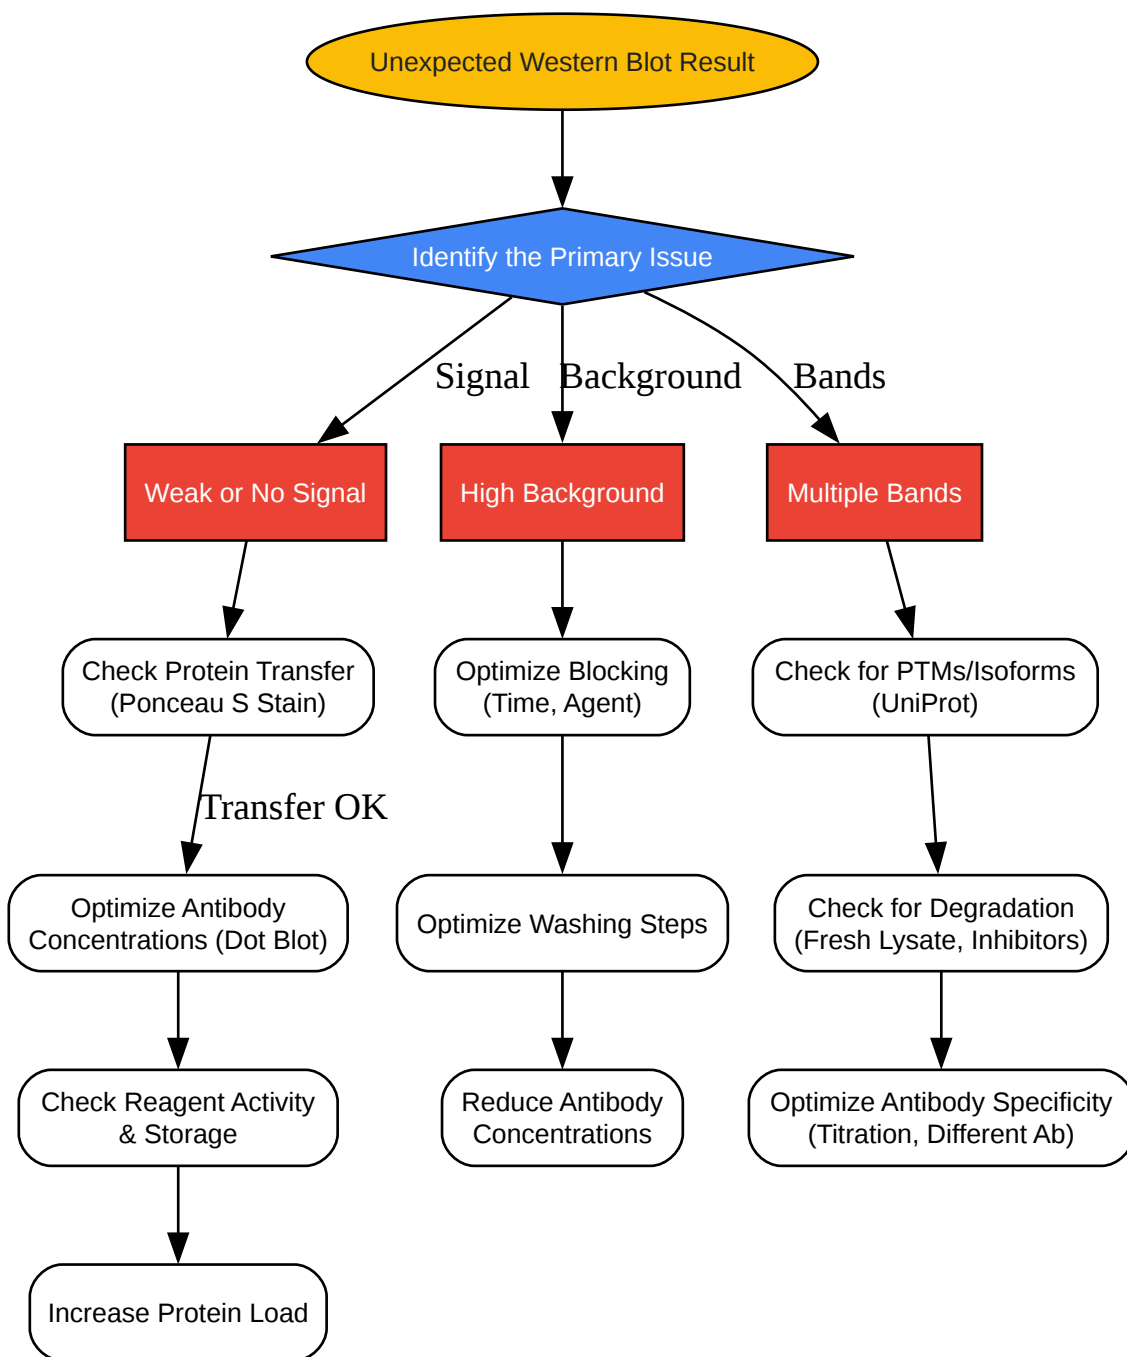 Unexpected Western Blot Result
Identify the Primary Issue
Signal
Background
Bands
Weak or No Signal
High Background
Multiple Bands
Check Protein Transfer
(Ponceau S Stain)
Optimize Blocking
(Time, Agent)
Check for PTMs/Isoforms
(UniProt)
Transfer OK
Optimize Antibody
Concentrations (Dot Blot)
Optimize Washing Steps
Check for Degradation
(Fresh Lysate, Inhibitors)
Check Reagent Activity
& Storage
Reduce Antibody
Concentrations
Optimize Antibody Specificity
(Titration, Different Ab)
Increase Protein Load